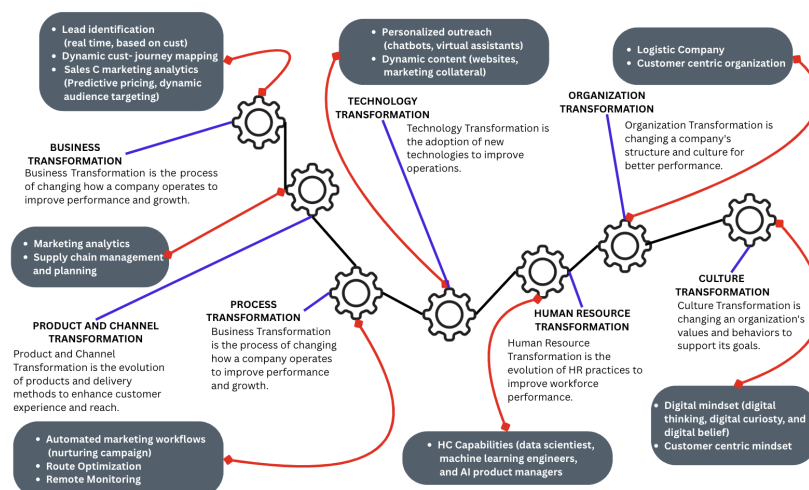 Lead identification
(real time, based on cust)
Dynamic cust- journey mapping
Sales C marketing analytics
(Predictive pricing, dynamic
audience targeting)
Personalized outreach
(chatbots, virtual assistants)
Dynamic content (websites,
marketing collateral)
Logistic Company
Customer centric organization
BUSINESS
TRANSFORMATION
Business Transformation is the process
of changing how a company operates to
improve performance and growth.
TECHNOLOGY
TRANSFORMATION
Technology Transformation is
the adoption of new
technologies to improve
operations.
ORGANIZATION
TRANSFORMATION
Organization Transformation is
changing a company's
structure and culture for
better performance.
Marketing analytics
Supply chain management
and planning
PRODUCT AND CHANNEL
TRANSFORMATION
Product and Channel
Transformation is the evolution
of products and delivery
methods to enhance customer
experience and reach.
PROCESS
TRANSFORMATION
Business Transformation
is the process of changing
how a company operates
to improve performance
and growth.
HUMAN RESOURCE
TRANSFORMATION
Human Resource
Transformation is the
evolution of HR practices to
improve workforce
performance.
CULTURE
TRANSFORMATION
Culture Transformation is
changing an organization's
values and behaviors to
support its goals.
Automated marketing workflows
(nurturing campaign)
Route Optimization
Remote Monitoring
HC Capabilities (data scientist,
machine learning engineers,
and AI product managers
Digital mindset (digital
thinking, digital curiosty, and
digital belief)
Customer centric mindset